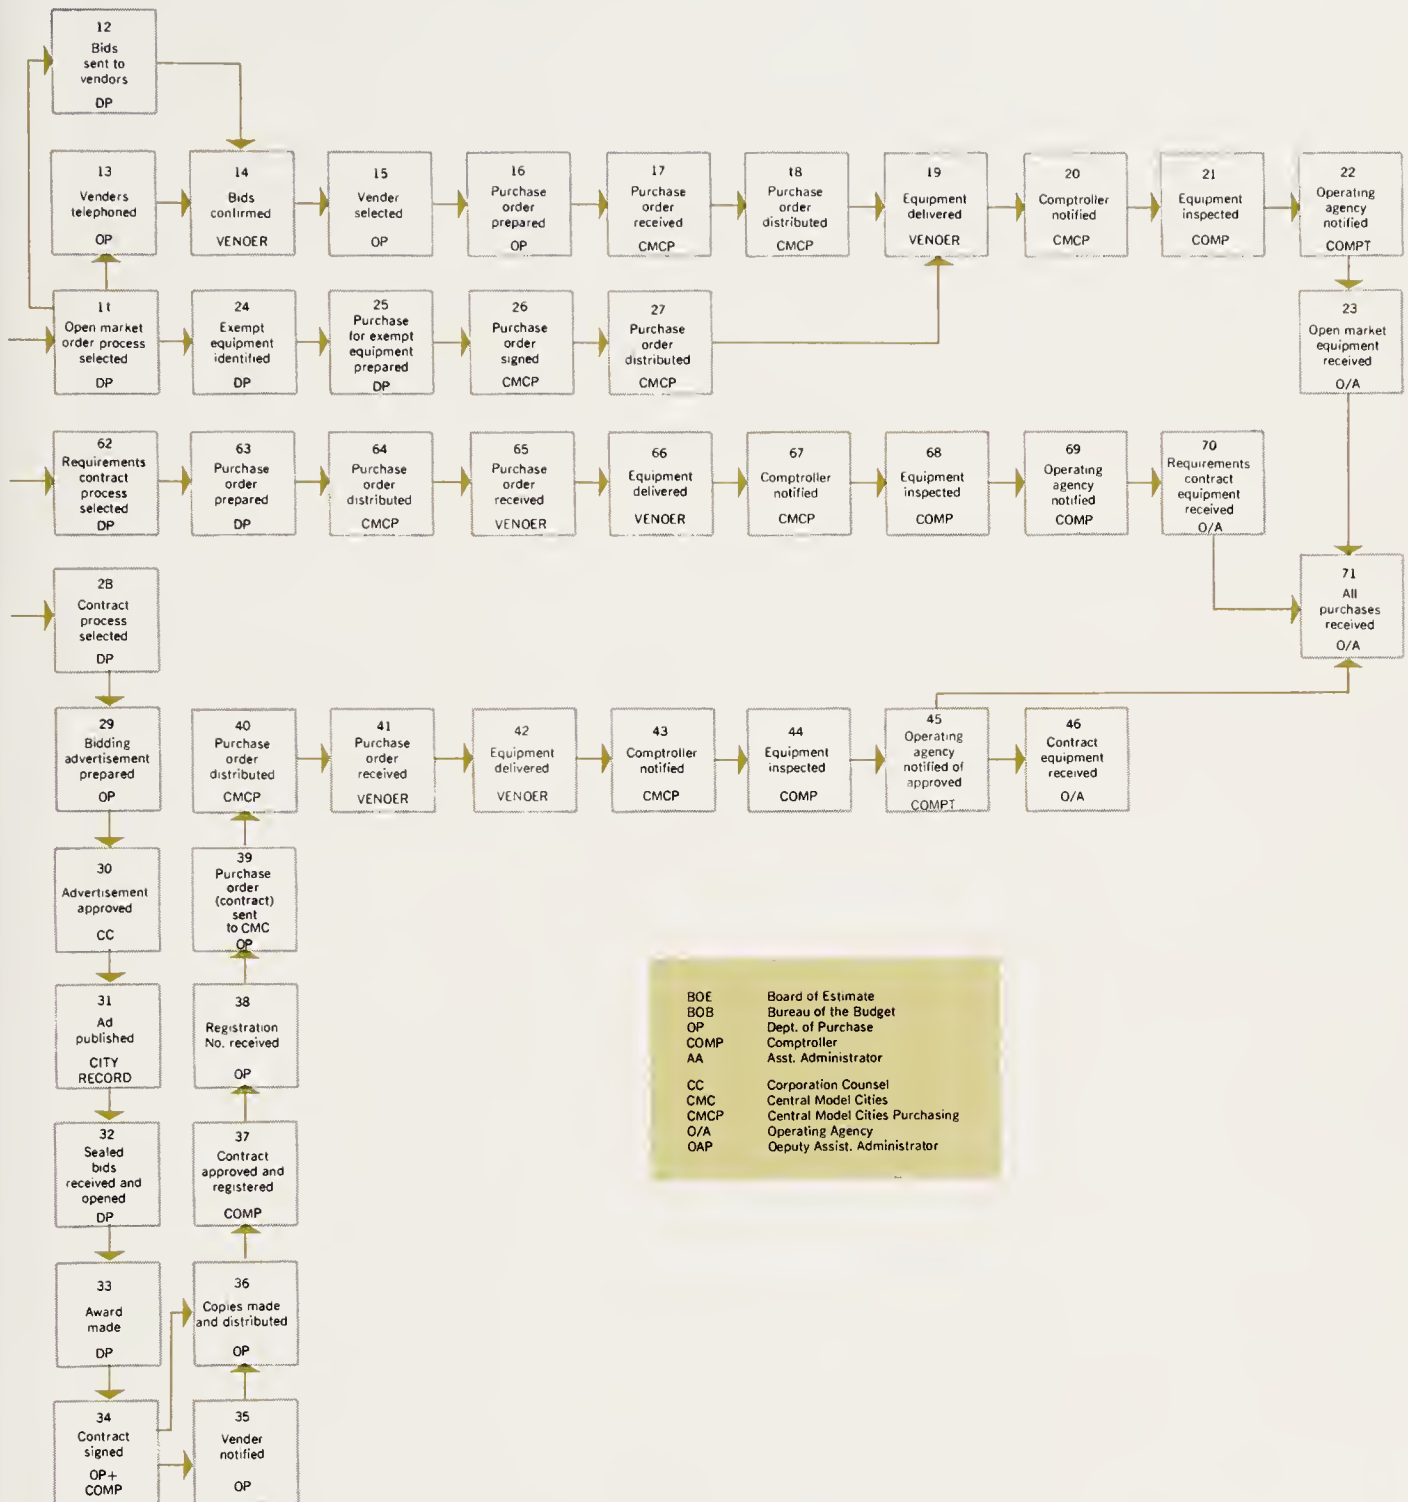 12
Bids
sent to
vendors
DP
13
Venders
telephoned
OP
14
Bids
confirmed
VENOER
15
Vender
selected
OP
16
Purchase
order
prepared
OP
17
Purchase
order
received
CMCP
18
Purchase
order
distributed
CMCP
19
Equipment
delivered
VENOER
20
Comptroller
notified
CMCP
21
Equipment
inspected
COMP
22
Operating
agency
notified
COMPT
11
Open market
order process
selected
DP
24
Exempt
equipment
identified
DP
25
Purchase
for exempt
equipment
prepared
DP
26
Purchase
order
signed
CMCP
27
Purchase
order
distributed
CMCP
23
Open market
equipment
received
O/A
62
Requirements
contract
process
selected
DP
63
Purchase
order
prepared
DP
64
Purchase
order
distributed
CMCP
65
Purchase
order
received
VENOER
66
Equipment
delivered
VENOER
67
Comptroller
notified
CMCP
68
Equipment
inspected
COMP
69
Operating
agency
notified
COMP
70
Requirements
contract
equipment
received
O/A
2B
Contract
process
selected
DP
71
All
purchases
received
O/A
29
Bidding
advertisement
prepared
OP
40
Purchase
order
distributed
CMCP
41
Purchase
order
received
VENOER
42
Equipment
delivered
VENOER
43
Comptroller
notified
CMCP
44
Equipment
inspected
COMP
45
Operating
agency
notified of
approved
COMPT
46
Contract
equipment
received
O/A
30
Advertisement
approved
CC
39
Purchase
order
(contract)
sent
to CMC
OP
31
Ad
published
CITY
RECORD
38
Registration
No. received
OP
32
Sealed
bids
received and
opened
DP
37
Contract
approved and
registered
COMP
33
Award
made
DP
36
Copies made
and distributed
OP
34
Contract
signed
OP+
COMP
35
Vender
notified
OP
BOE Board of Estimate
BOB Bureau of the Budget
OP Dept. of Purchase
COMP Comptroller
AA Asst. Administrator
CC Corporation Counsel
CMC Central Model Cities
CMCP Central Model Cities Purchasing
O/A Operating Agency
OAP Oeputy Assist. Administrator